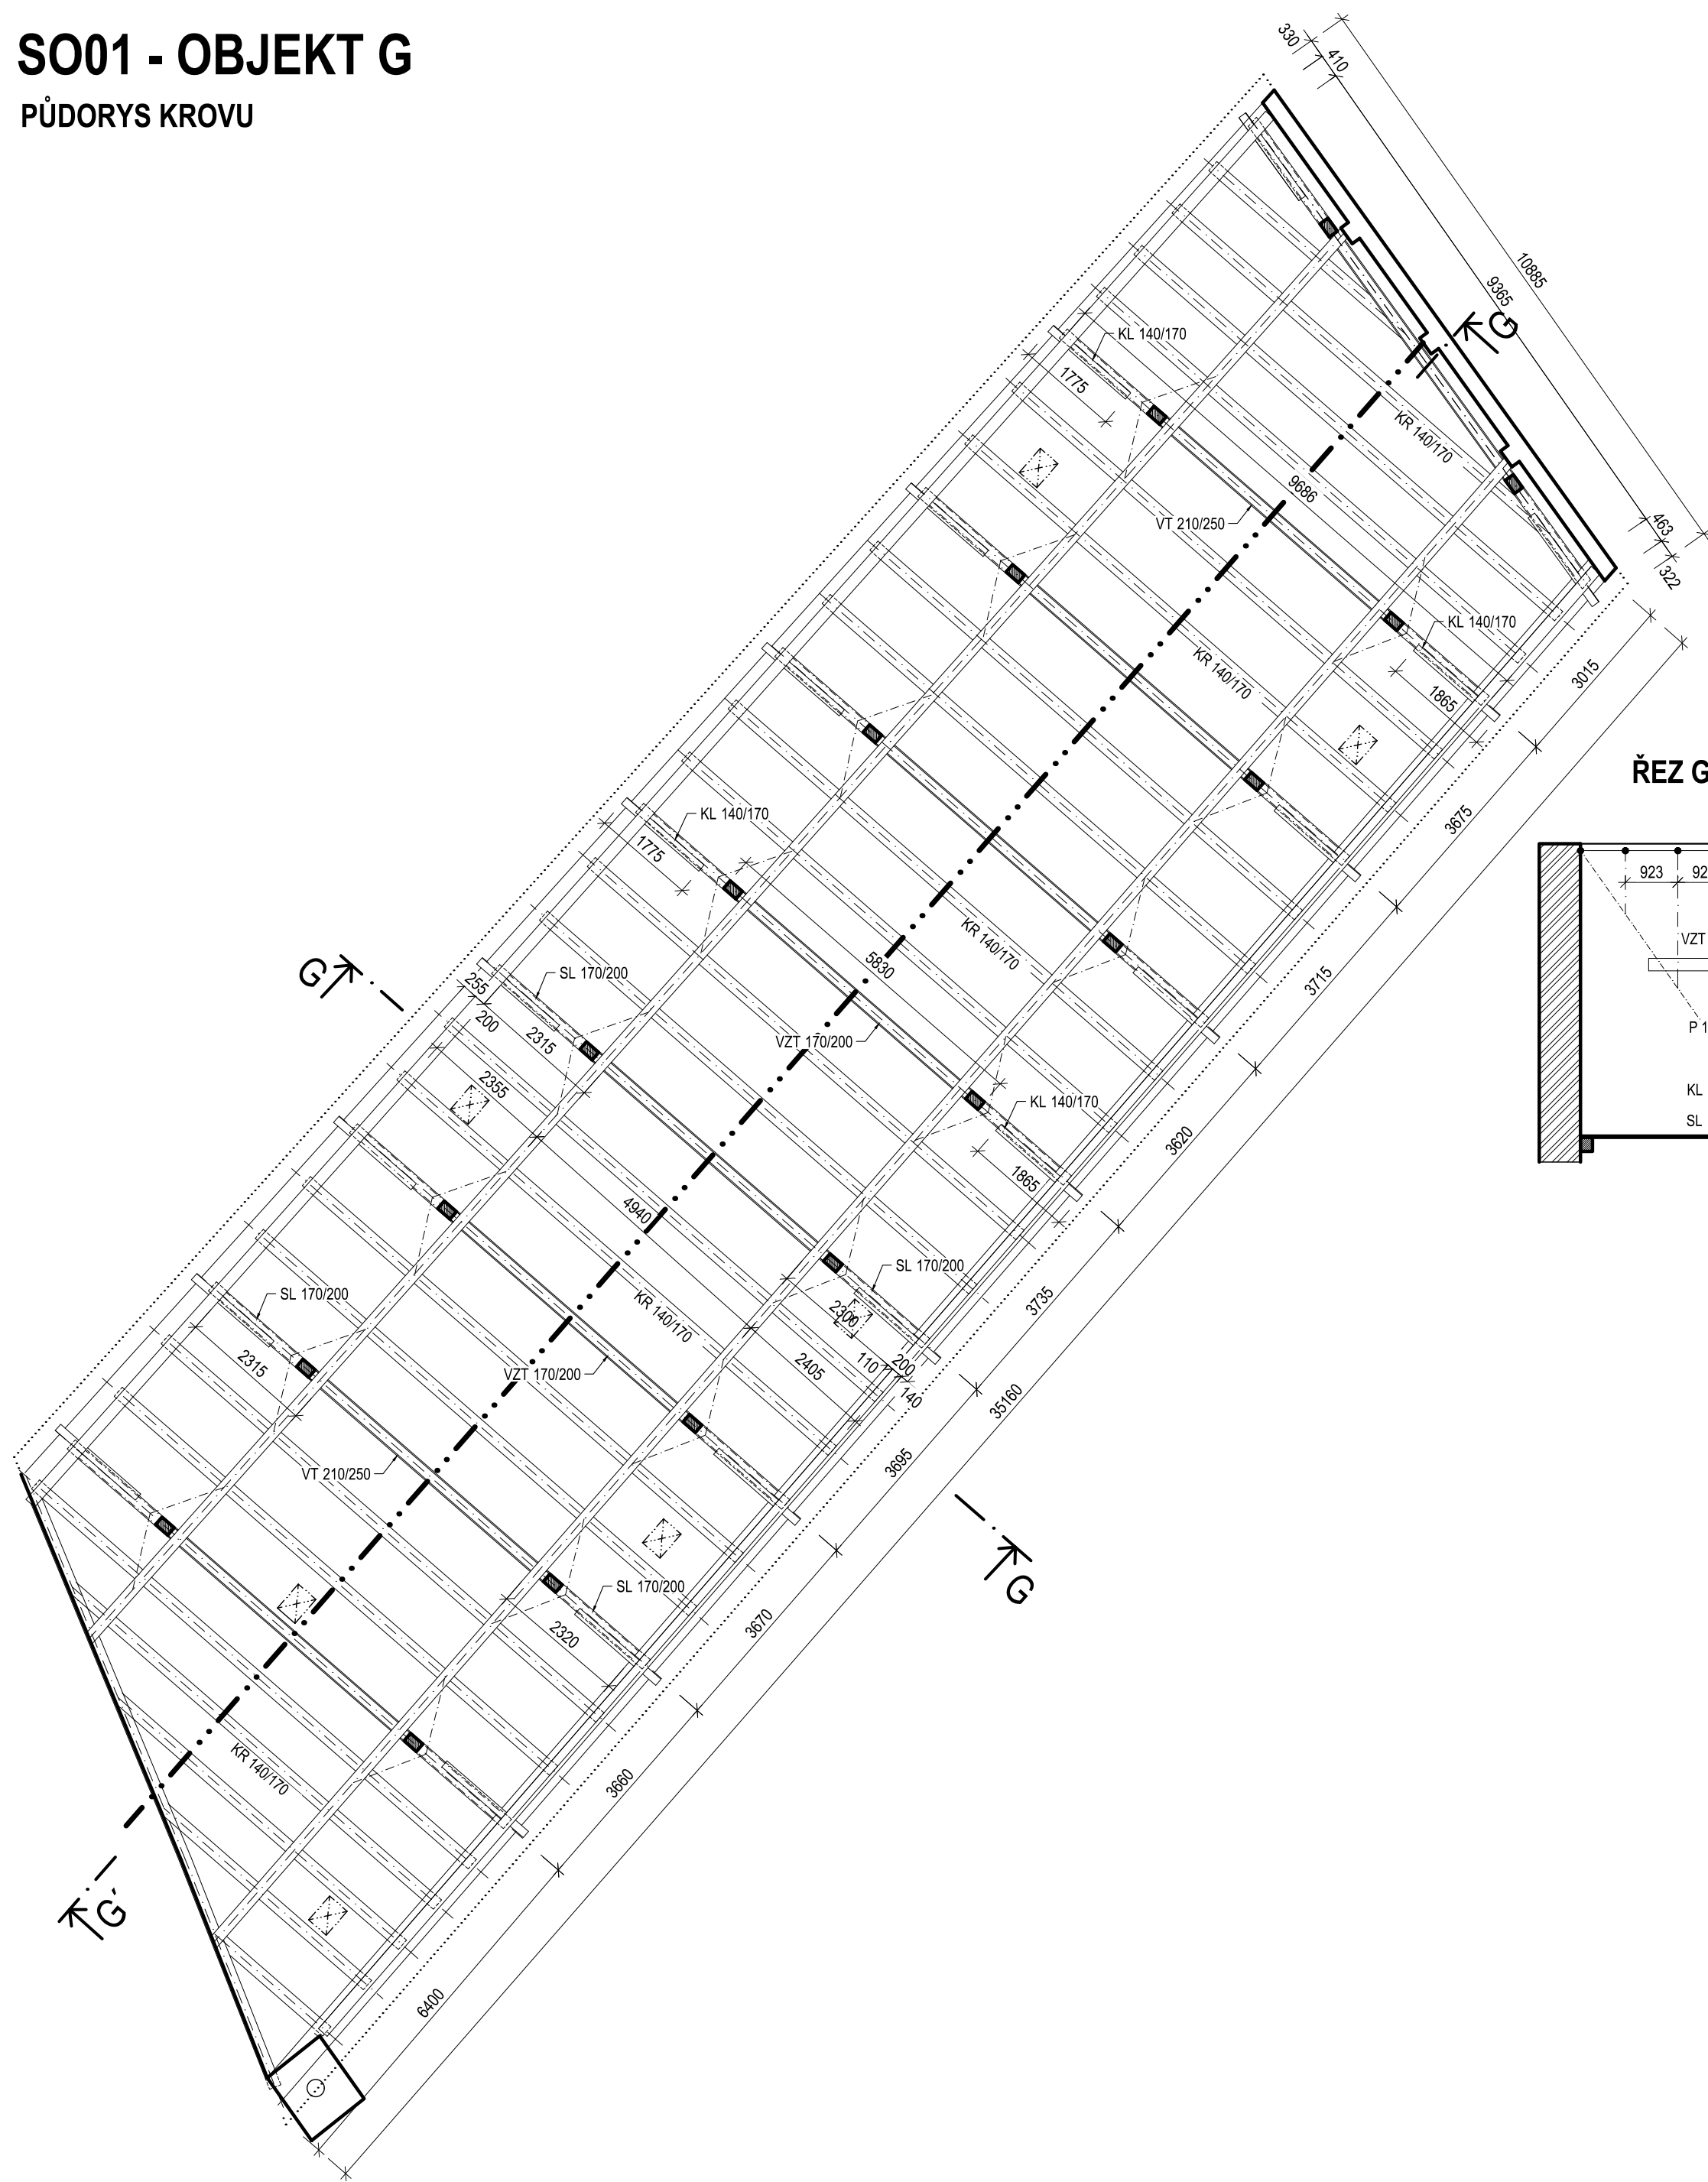 SO01 - OBJEKT G
PŮDORYS KROVU
330
410
10885
9365
G
KL 140/170
1775
KR 140/170
9686
VT 210/250
463
322
KL 140/170
1865
3015
KR 140/170
3675
ŘEZ G
923
VZT
KL 140/170
1775
KR 140/170
5830
3715
G
SL 170/200
255
200
2315
VZT 170/200
2355
KL 140/170
1865
3620
KL
SL
4940
SL 170/200
SL 170/200
2300
KR 140/170
3735
2315
VZT 170/200
2405
110
200
140
35160
3695
VT 210/250
SL 170/200
G
2320
3670
KR 140/170
3660
G'
6400